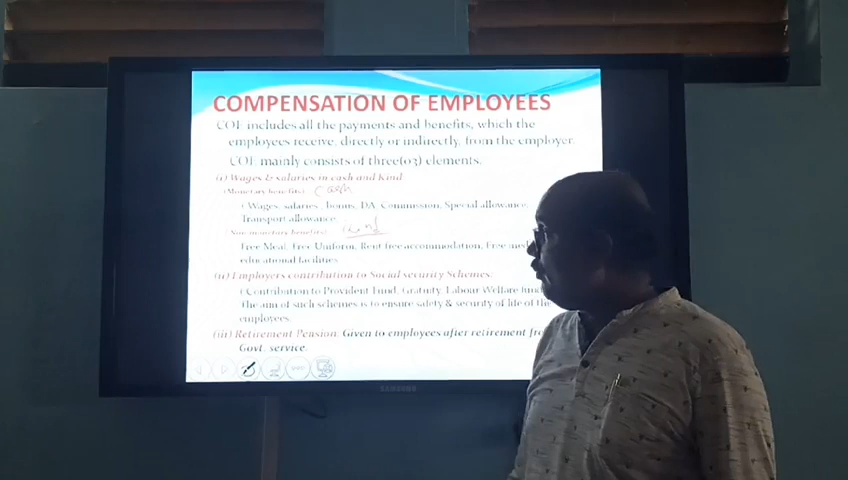 COMPENSATION OF EMPLOYEES
COE includes all the payments and benefits, which the
employees receive, directly or indirectly, from the employer.
COE mainly consists of three(03) elements.
(i) Wages & salaries in cash and Kind
(Monetary benefits) Cash
( Wages, salaries, bonus, DA, Commission, Special allowance,
Transport allowance
(Non monetary benefits)
Free Meal, Free Uniform, Rent free accommodation, Free
educational facilities
(ii) Employers contribution to Social security Schemes:
( Contribution to Provident Fund, Gratuity, Labour Welfare fund
The aim of such schemes is to ensure safety & security of life of the
employees.
(iii) Retirement Pension: Given to employees after retirement
Govt. service.
SAMSUNG